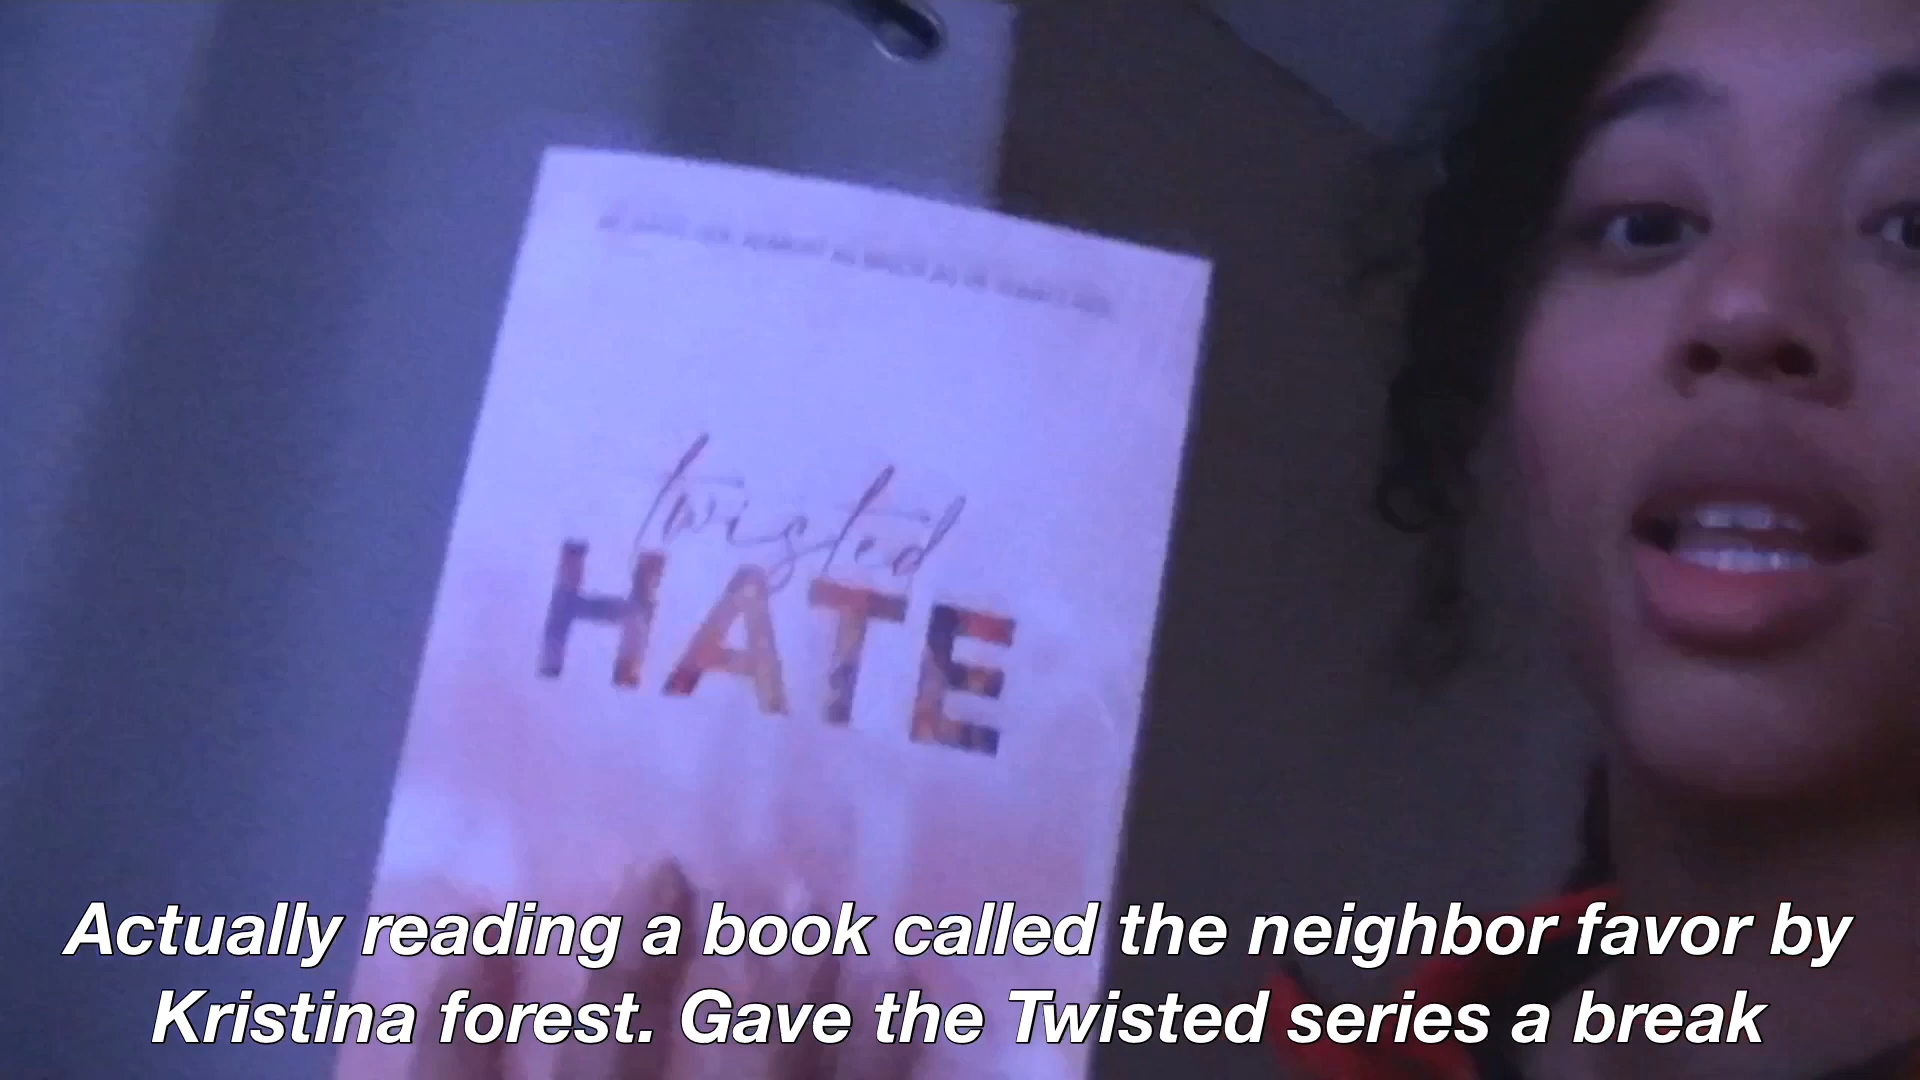 twisted
HATE
Actually reading a book called the neighbor favor by
Kristina forest. Gave the Twisted series a break